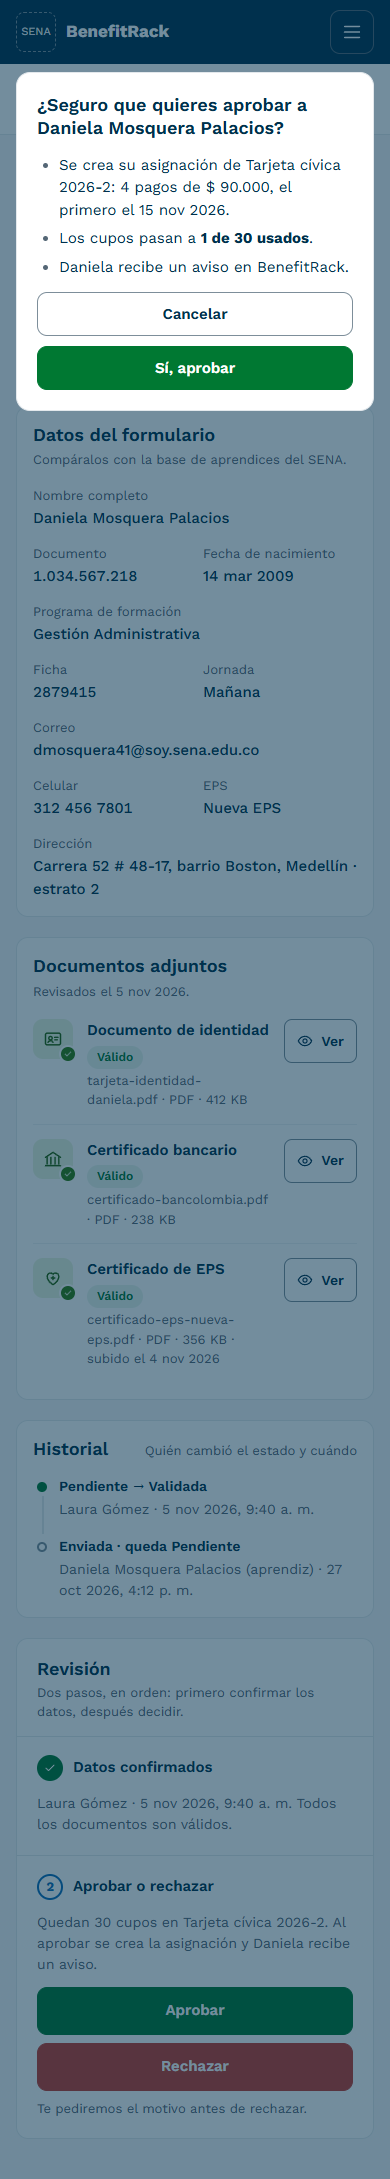 SENA BenefitRack
¿Seguro que quieres aprobar a
Daniela Mosquera Palacios?
• Se crea su asignación de Tarjeta cívica
2026-2: 4 pagos de $ 90.000, el
primero el 15 nov 2026.
• Los cupos pasan a 1 de 30 usados.
• Daniela recibe un aviso en BenefitRack.
Cancelar
Sí, aprobar
Datos del formulario
Compáralos con la base de aprendices del SENA.
Nombre completo
Daniela Mosquera Palacios
Documento Fecha de nacimiento
1.034.567.218 14 mar 2009
Programa de formación
Gestión Administrativa
Ficha Jornada
2879415 Mañana
Correo
dmosquera41@soy.sena.edu.co
Celular EPS
312 456 7801 Nueva EPS
Dirección
Carrera 52 # 48-17, barrio Boston, Medellín ·
estrato 2
Documentos adjuntos
Revisados el 5 nov 2026.
Documento de identidad
Ver
Válido
tarjeta-identidad-
daniela.pdf · PDF · 412 KB
Certificado bancario
Ver
Válido
certificado-bancolombia.pdf
· PDF · 238 KB
Certificado de EPS
Ver
Válido
certificado-eps-nueva-
eps.pdf · PDF · 356 KB ·
subido el 4 nov 2026
Historial Quién cambió el estado y cuándo
Pendiente → Validada
Laura Gómez · 5 nov 2026, 9:40 a. m.
Enviada · queda Pendiente
Daniela Mosquera Palacios (aprendiz) · 27
oct 2026, 4:12 p. m.
Revisión
Dos pasos, en orden: primero confirmar los
datos, después decidir.
Datos confirmados
Laura Gómez · 5 nov 2026, 9:40 a. m. Todos
los documentos son válidos.
2 Aprobar o rechazar
Quedan 30 cupos en Tarjeta cívica 2026-2. Al
aprobar se crea la asignación y Daniela recibe
un aviso.
Aprobar
Rechazar
Te pediremos el motivo antes de rechazar.